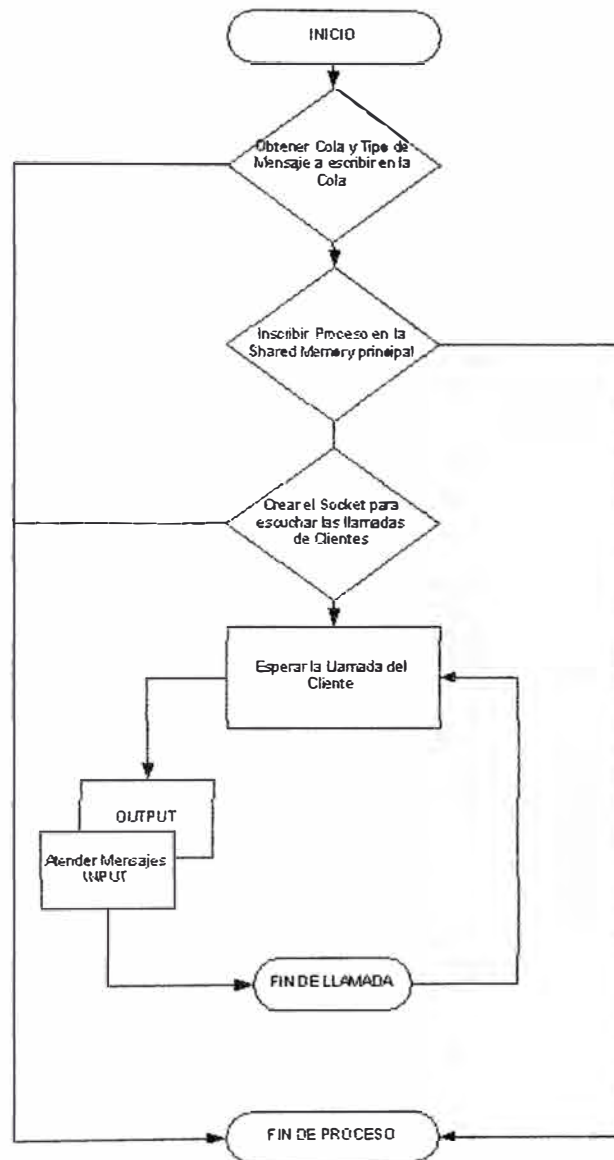 INICIO
Obtener Cola y Tipo de
Mensaje a escribir en la
Cola
Inscribir Proceso en la
Shared Memory principal
Crear el Socket para
escuchar las llamadas
de Clientes
Esperar la Llamada del
Cliente
OUTPUT
Atender Mensajes
INPUT
FIN DE LLAMADA
FIN DE PROCESO